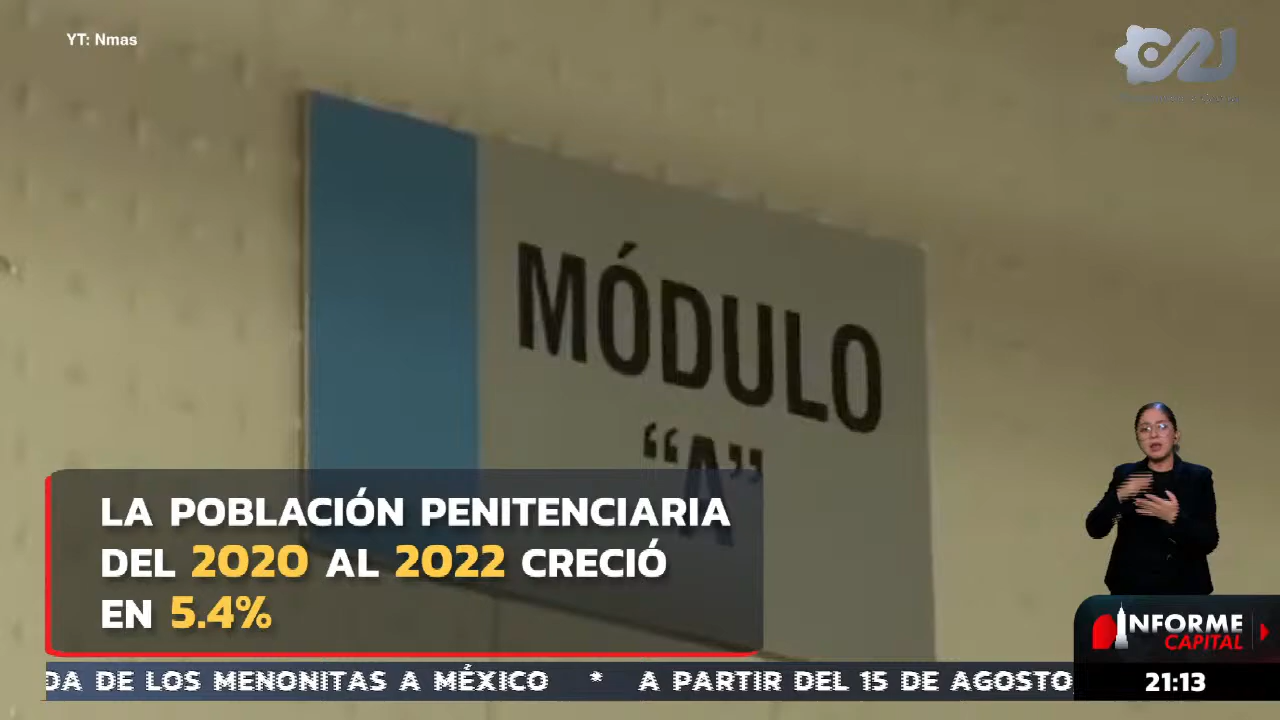 YT: Nmas
MÓDULO
“A”
LA POBLACIÓN PENITENCIARIA
DEL 2020 AL 2022 CRECIÓ
EN 5.4%
INFORME
CAPITAL
DA DE LOS MENONITAS A MÉXICO * A PARTIR DEL 15 DE AGOSTO
21:13